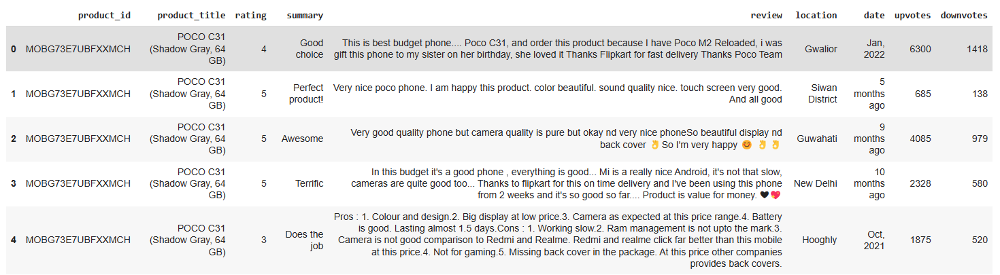 product_id product_title rating summary review location date upvotes downvotes
0 MOBG73E7UBFXXMCH POCO C31 (Shadow Gray, 64 GB) 4 Good choice This is best budget phone.... Poco C31, and order this product because I have Poco M2 Reloaded, i was gift this phone to my sister on her birthday, she loved it Thanks Flipkart for fast delivery Thanks Poco Team Gwalior Jan, 2022 6300 1418
1 MOBG73E7UBFXXMCH POCO C31 (Shadow Gray, 64 GB) 5 Perfect product! Very nice poco phone. I am happy this product. color beautiful. sound quality nice. touch screen very good. And all good Siwan District 5 months ago 685 138
2 MOBG73E7UBFXXMCH POCO C31 (Shadow Gray, 64 GB) 5 Awesome Very good quality phone but camera quality is pure but okay nd very nice phoneSo beautiful display nd back cover 👌So I'm very happy 😊 👌 👌 Guwahati 9 months ago 4085 979
3 MOBG73E7UBFXXMCH POCO C31 (Shadow Gray, 64 GB) 5 Terrific In this budget it's a good phone , everything is good... Mi is a really nice Android, it's not that slow, cameras are quite good too... Thanks to flipkart for this on time delivery and I've been using this phone from 2 weeks and it's so good so far.... Product is value for money. 🖤💖 New Delhi 10 months ago 2328 580
4 MOBG73E7UBFXXMCH POCO C31 (Shadow Gray, 64 GB) 3 Does the job Pros : 1. Colour and design.2. Big display at low price.3. Camera as expected at this price range.4. Battery is good. Lasting almost 1.5 days.Cons : 1. Working slow.2. Ram management is not upto the mark.3. Camera is not good comparison to Redmi and Realme. Redmi and realme click far better than this mobile at this price.4. Not for gaming.5. Missing back cover in the package. At this price other companies provides back covers. Hooghly Oct, 2021 1875 520